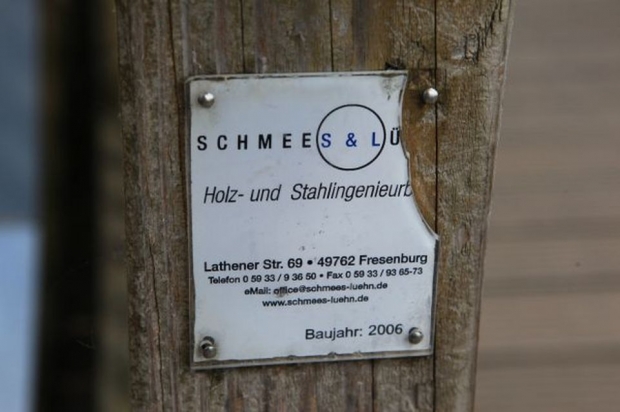 SCHMEES & LÜ
Holz- und Stahlingenieurb
Lathener Str. 69 • 49762 Fresenburg
Telefon 0 59 33 / 9 36 50 • Fax 0 59 33 / 93 65-73
eMail: office@schmees-luehn.de
www.schmees-luehn.de
Baujahr: 2006